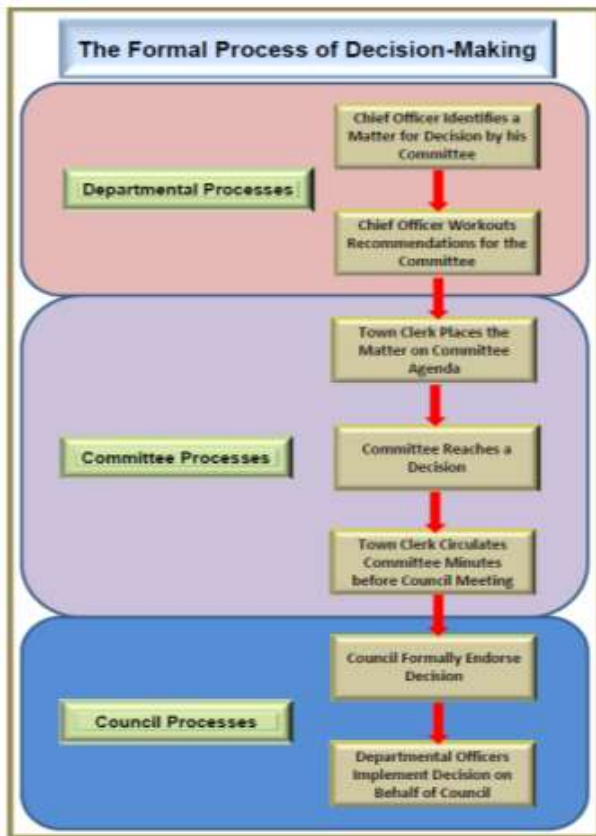 The Formal Process of Decision-Making
Departmental Processes
Chief Officer Identifies a
Matter for Decision by his
Committee
Chief Officer Workouts
Recommendations for the
Committee
Committee Processes
Town Clerk Places the
Matter on Committee
Agenda
Committee Reaches a
Decision
Town Clerk Circulates
Committee Minutes
before Council Meeting
Council Processes
Council Formally Endorse
Decision
Departmental Officers
Implement Decision on
Behalf of Council